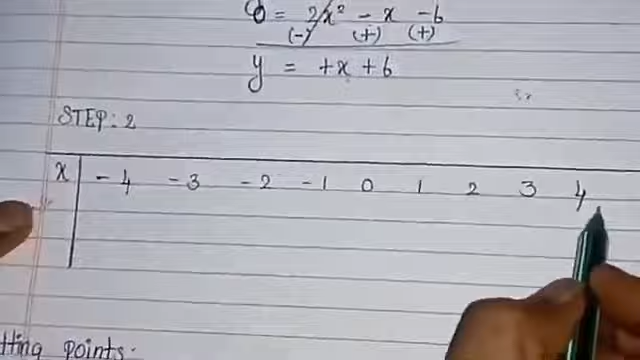 0 = 2x² - x - 6
(-) (+) (+)
y = +x + 6
STEP: 2
x -4 -3 -2 -1 0 1 2 3 4
tting points.